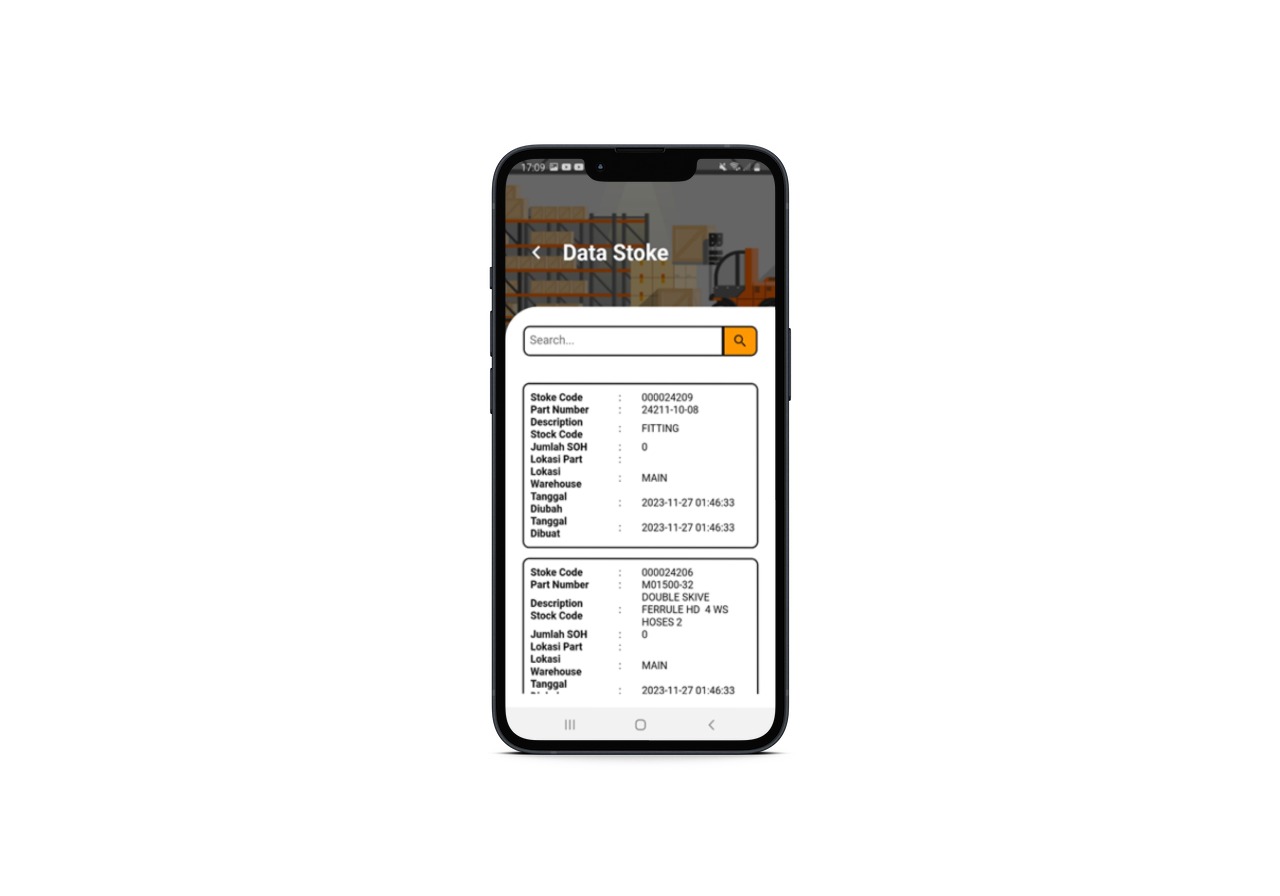 17:09
Data Stoke
Search...
Stoke Code : 000024209
Part Number : 24211-10-08
Description
Stock Code : FITTING
Jumlah SOH : 0
Lokasi Part :
Lokasi
Warehouse : MAIN
Tanggal
Diubah : 2023-11-27 01:46:33
Tanggal
Dibuat : 2023-11-27 01:46:33
Stoke Code : 000024206
Part Number : M01500-32
Description
Stock Code : DOUBLE SKIVE
FERRULE HD 4 WS
HOSES 2
Jumlah SOH : 0
Lokasi Part :
Lokasi
Warehouse : MAIN
Tanggal
: 2023-11-27 01:46:33